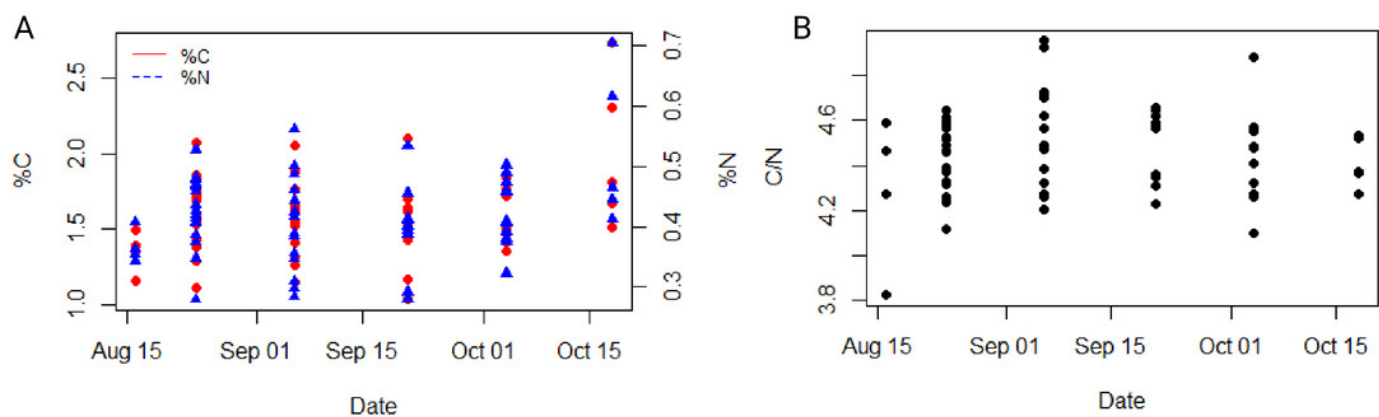 A
%C
%N
%C
1.0 1.5 2.0 2.5
0.3 0.4 0.5 0.6 0.7
%N
Aug 15 Sep 01 Sep 15 Oct 01 Oct 15
Date
B
C/N
3.8 4.2 4.6
Aug 15 Sep 01 Sep 15 Oct 01 Oct 15
Date